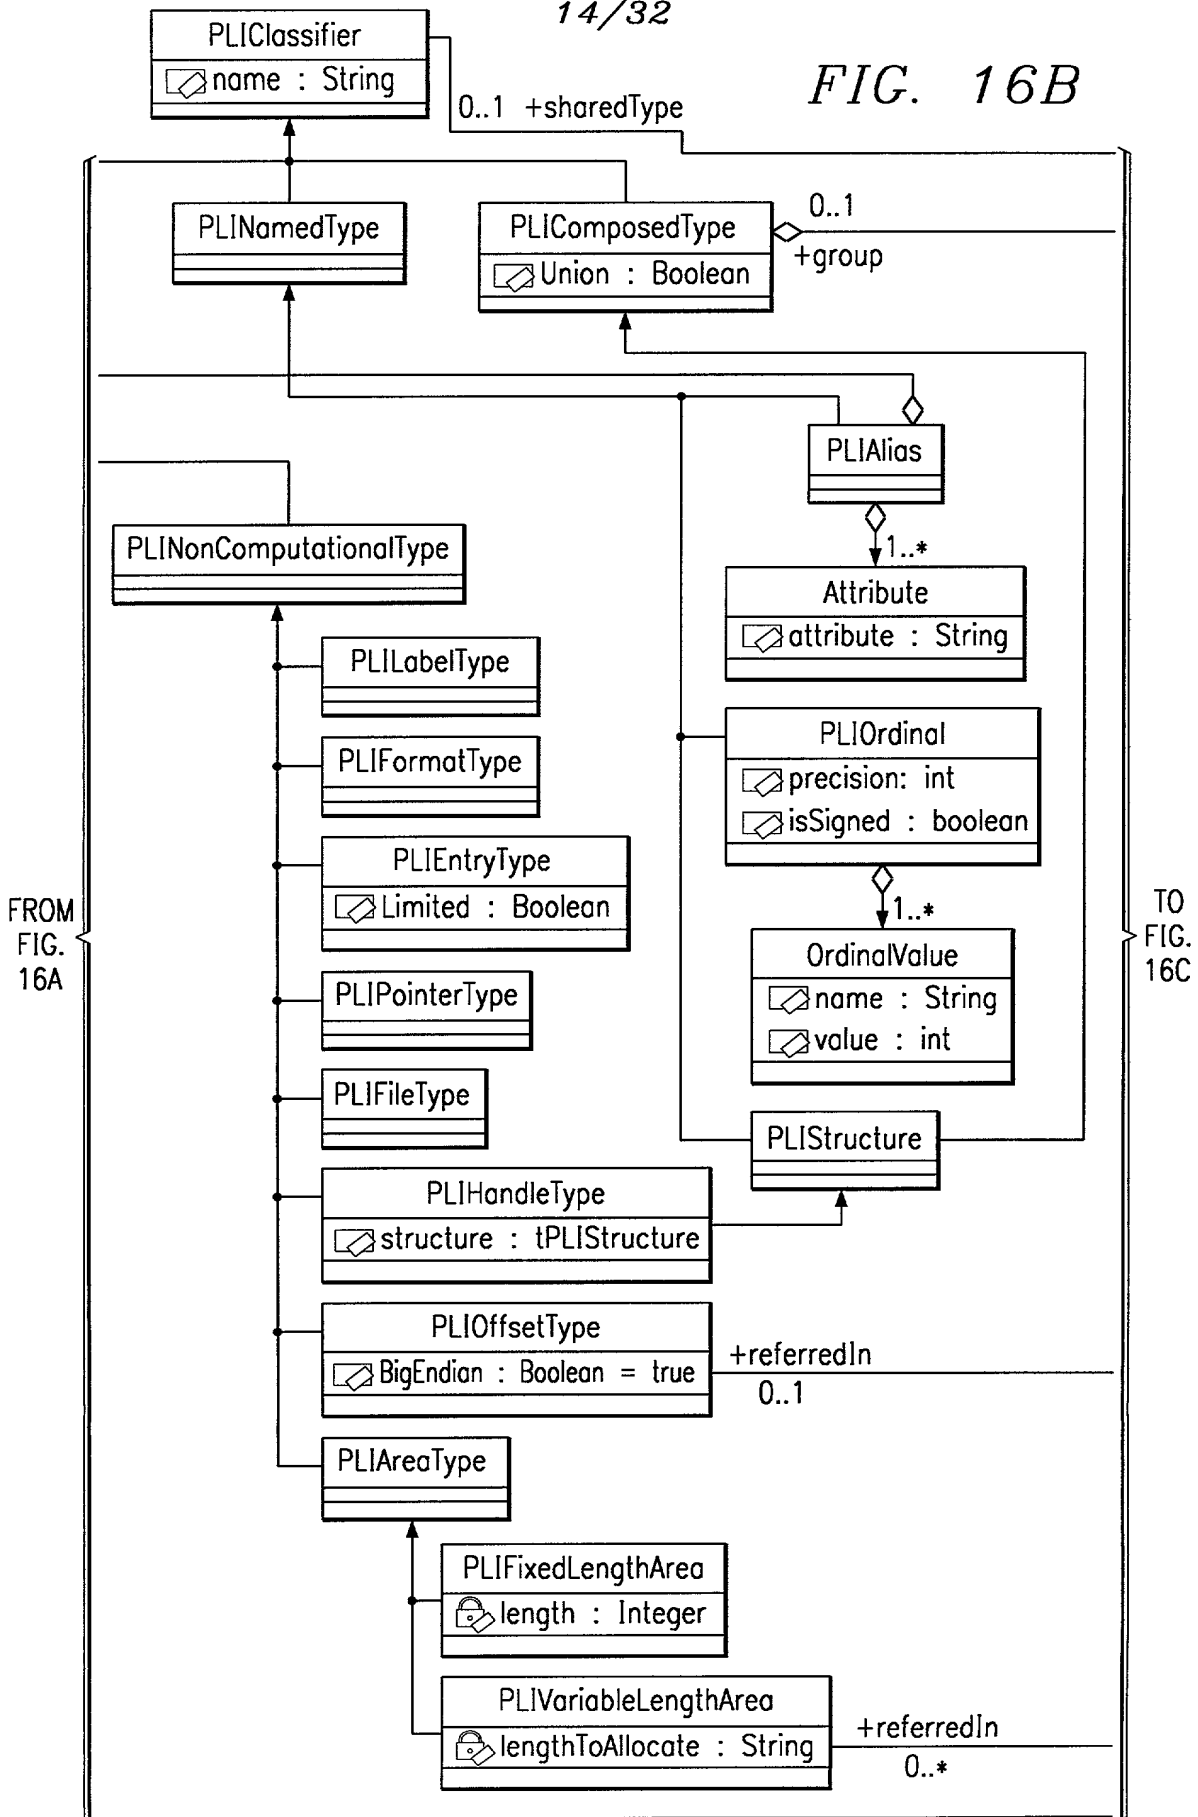 14/32
FIG. 16B
PLIClassifier
name : String
0..1 +sharedType
PLINamedType
PLIComposedType
Union : Boolean
0..1
+group
PLIAlias
1..*
Attribute
attribute : String
PLINonComputationalType
PLILabelType
PLIFormatType
PLIEntryType
Limited : Boolean
PLIPointerType
PLIFileType
PLIHandleType
structure : tPLIStructure
PLIOffsetType
BigEndian : Boolean = true
+referredIn
0..1
PLIAreaType
PLIFixedLengthArea
length : Integer
PLIVariableLengthArea
lengthToAllocate : String
+referredIn
0..*
PLIOrdinal
precision: int
isSigned : boolean
1..*
OrdinalValue
name : String
value : int
PLIStructure
FROM
FIG.
16A
TO
FIG.
16C